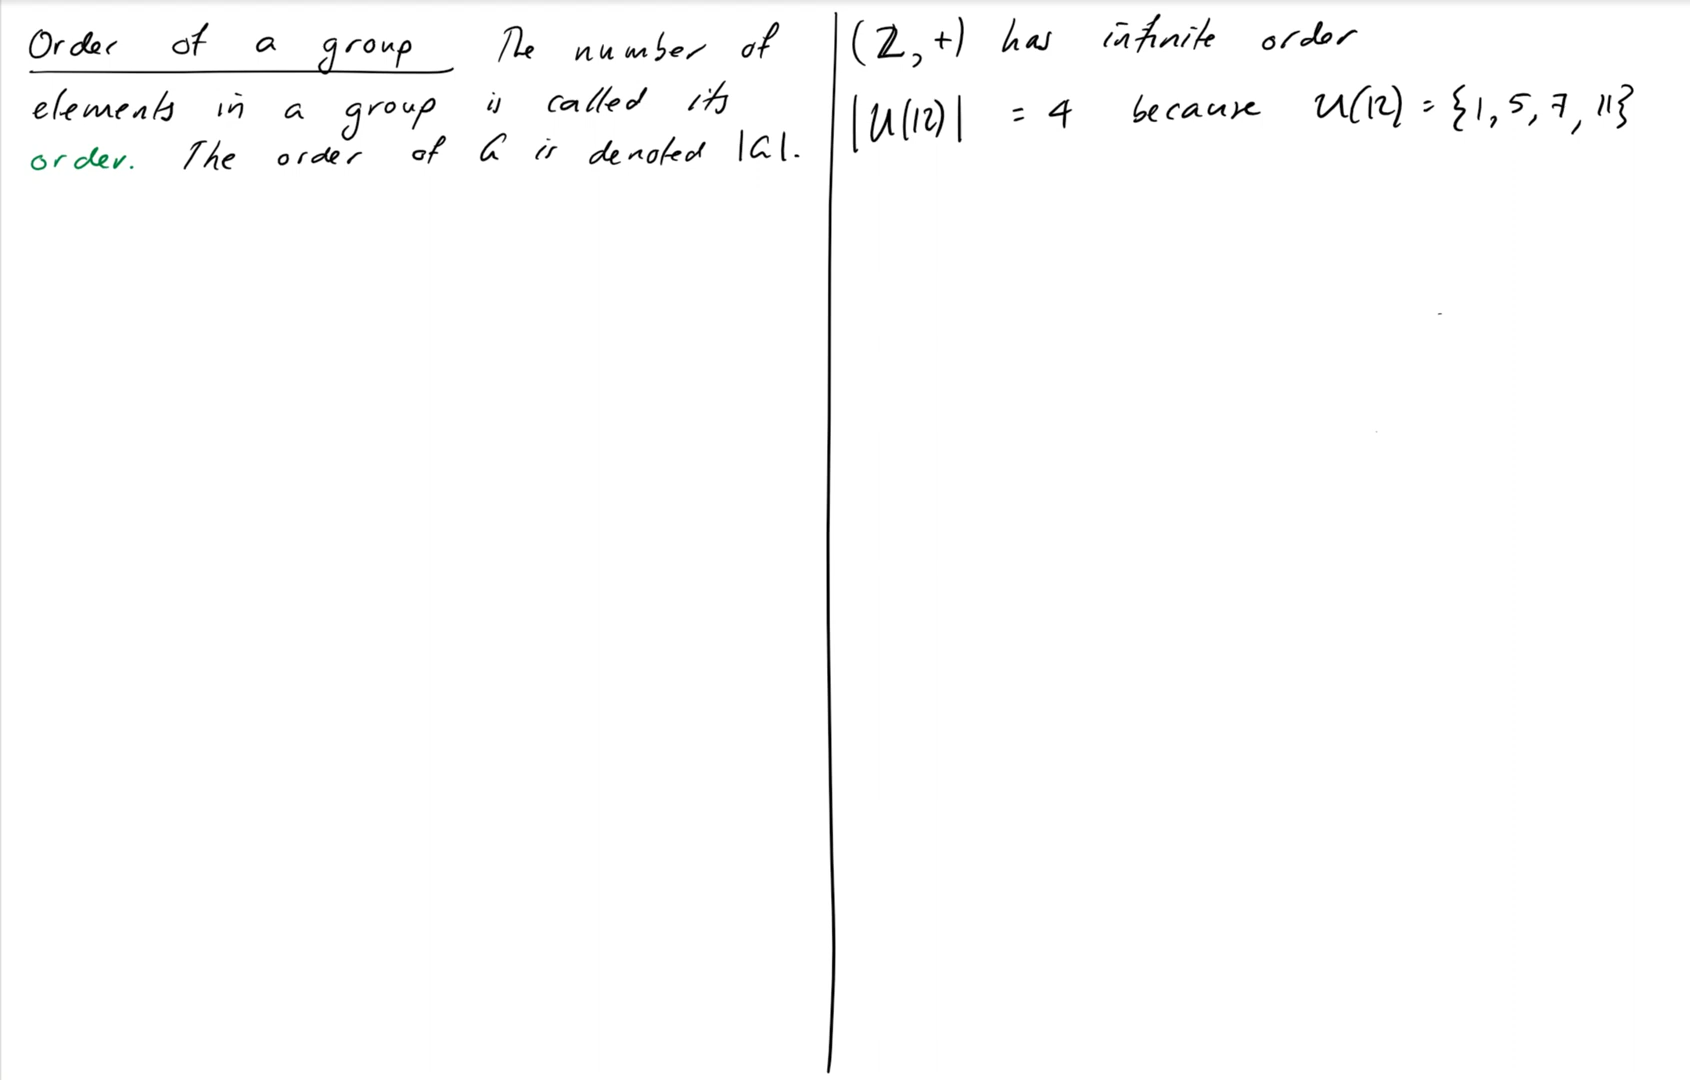 Order of a group The number of
elements in a group is called its
order. The order of G is denoted |G|.
(ℤ, +) has infinite order
|U(12)| = 4 because U(12) = {1, 5, 7, 11}